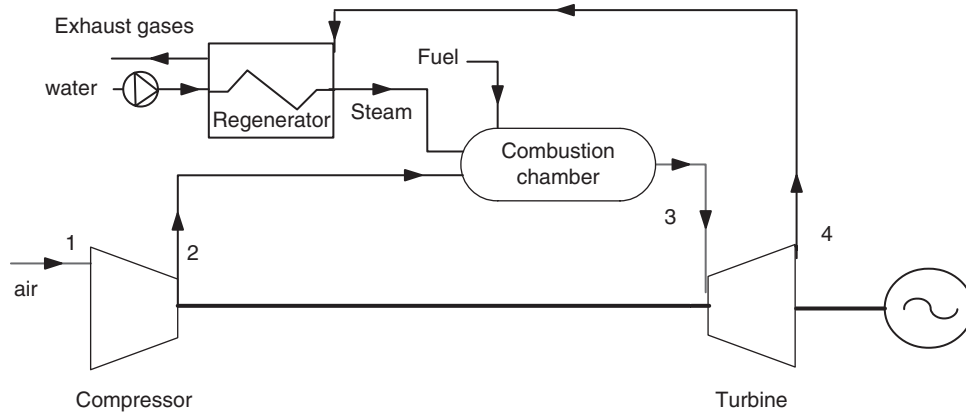 Exhaust gases
Fuel
water
Regenerator
Steam
Combustion
chamber
1
2
3
4
air
Compressor
Turbine